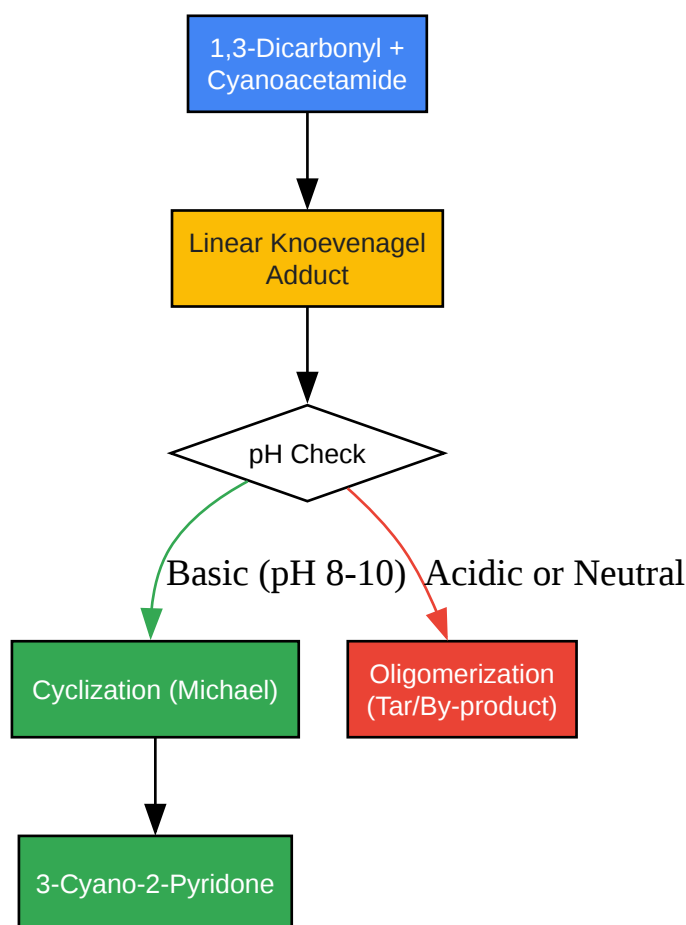 1,3-Dicarbonyl +
Cyanoacetamide
Linear Knoevenagel
Adduct
pH Check
Basic (pH 8-10)
Acidic or Neutral
Cyclization (Michael)
Oligomerization
(Tar/By-product)
3-Cyano-2-Pyridone